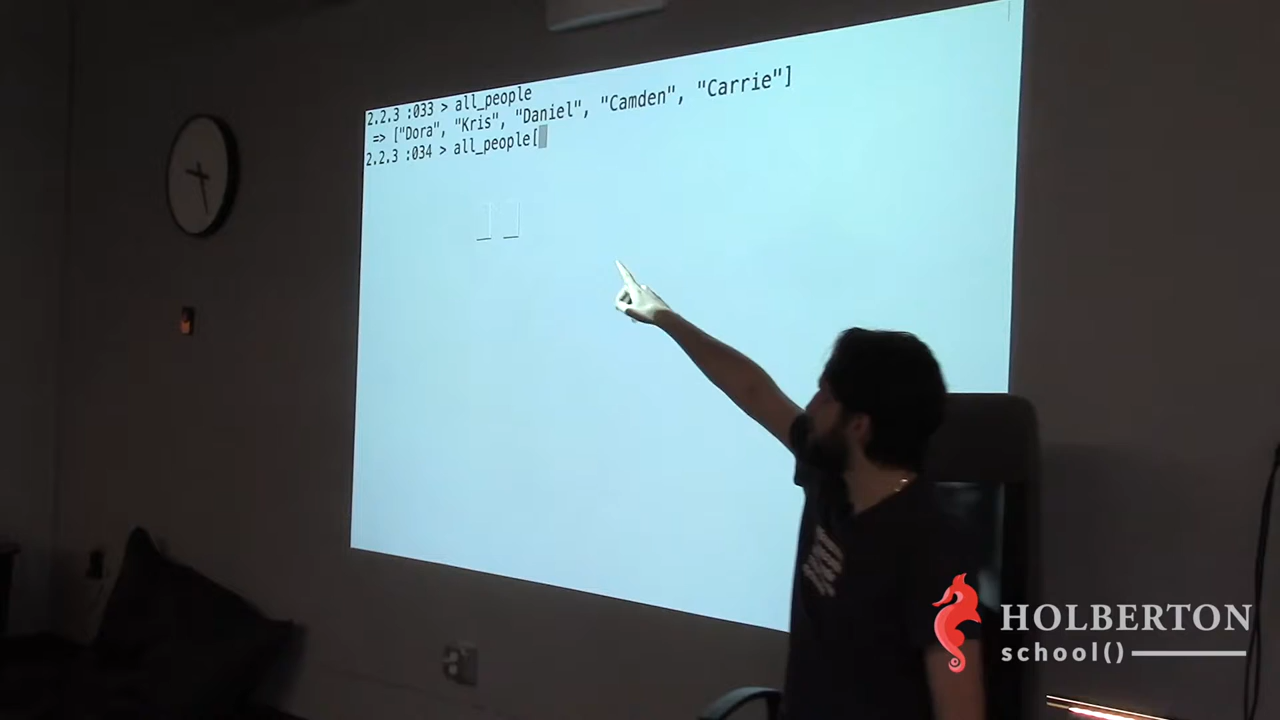 2.2.3 :033 > all_people
=> ["Dora", "Kris", "Daniel", "Camden", "Carrie"]
2.2.3 :034 > all_people[
HOLBERTON
school()